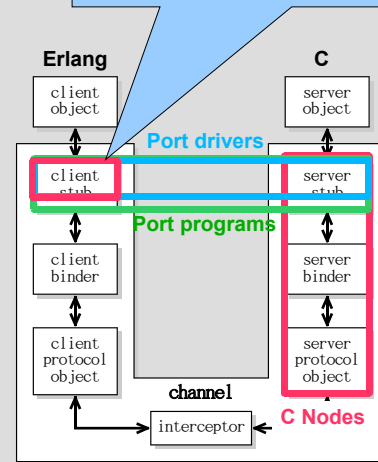 Erlang
C
client
object
server
object
Port drivers
client
stub
server
stub
Port programs
client
binder
server
binder
client
protocol
object
server
protocol
object
channel
C Nodes
interceptor